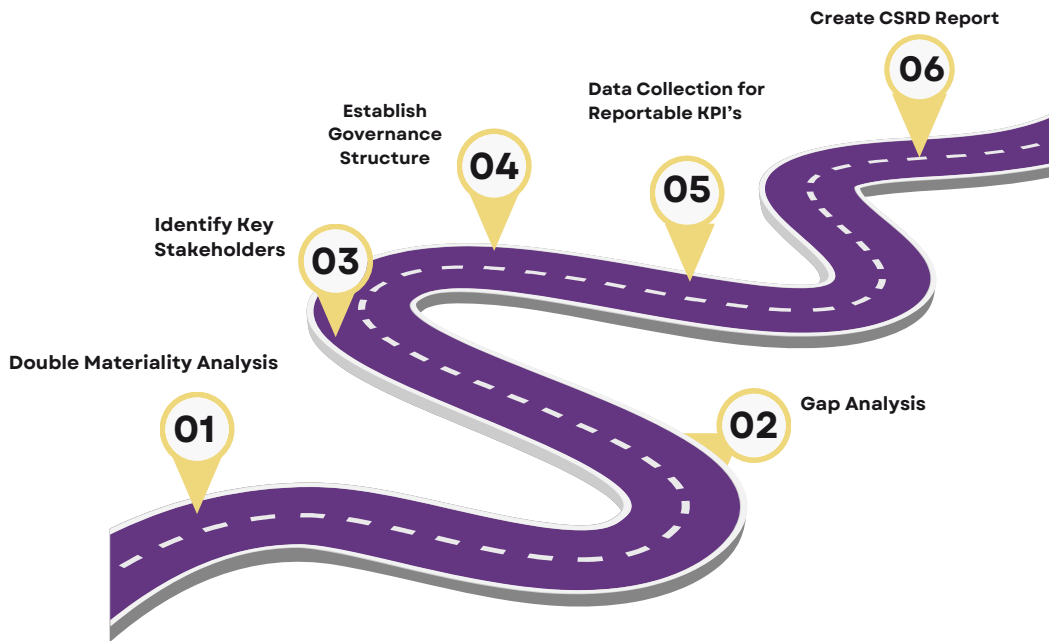 Create CSRD Report
06
Data Collection for
Reportable KPI's
05
Establish
Governance
Structure
04
Identify Key
Stakeholders
03
Double Materiality Analysis
01
Gap Analysis
02